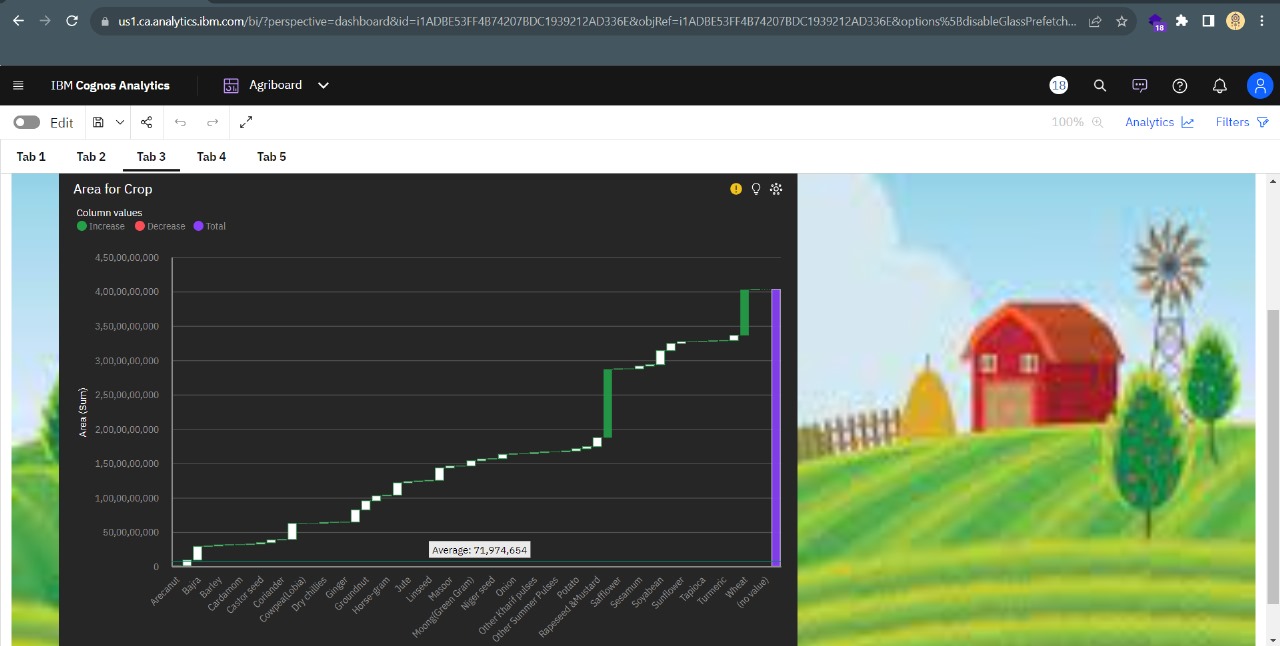 us1.ca.analytics.ibm.com/bi/?perspective=dashboard&id=i1ADBE53FF4B74207BDC1939212AD336E&objRef=i1ADBE53FF4B74207BDC1939212AD336E&options%5BdisableGlassPrefetch...
18
IBM Cognos Analytics
Agriboard
18
Edit
100%
Analytics
Filters
Tab 1
Tab 2
Tab 3
Tab 4
Tab 5
Area for Crop
Column values
Increase
Decrease
Total
4,50,00,00,000
4,00,00,00,000
3,50,00,00,000
3,00,00,00,000
2,50,00,00,000
2,00,00,00,000
1,50,00,00,000
1,00,00,00,000
50,00,00,000
0
Area (Sum)
Average: 71,974,654
Arecanut
Bajra
Barley
Cardamom
Castor seed
Coriander
Cowpea(Lobia)
Dry chillies
Ginger
Groundnut
Horse-gram
Jute
Linseed
Masoor
Moong(Green Gram)
Niger seed
Onion
Other Kharif pulses
Other Summer Pulses
Potato
Rapeseed &Mustard
Safflower
Sesamum
Soyabean
Sunflower
Tapioca
Turmeric
Wheat
(no value)